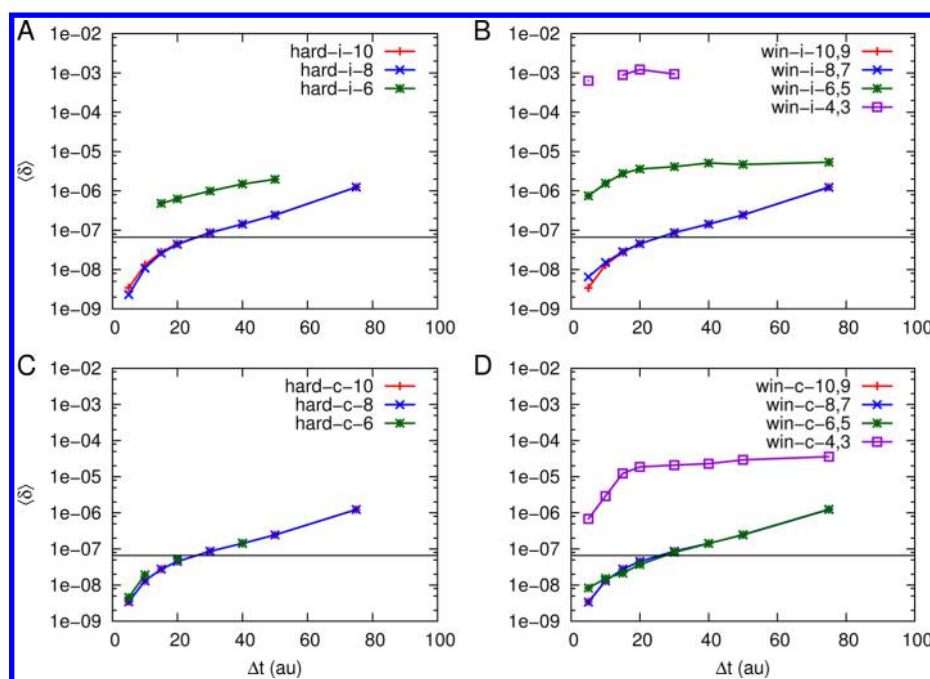 A
1e-02
1e-03
1e-04
1e-05
1e-06
1e-07
1e-08
1e-09
⟨δ⟩
hard-i-10
hard-i-8
hard-i-6
0 20 40 60 80 100
B
1e-02
1e-03
1e-04
1e-05
1e-06
1e-07
1e-08
1e-09
win-i-10,9
win-i-8,7
win-i-6,5
win-i-4,3
0 20 40 60 80 100
C
1e-02
1e-03
1e-04
1e-05
1e-06
1e-07
1e-08
1e-09
⟨δ⟩
hard-c-10
hard-c-8
hard-c-6
0 20 40 60 80 100
Δt (au)
D
1e-02
1e-03
1e-04
1e-05
1e-06
1e-07
1e-08
1e-09
win-c-10,9
win-c-8,7
win-c-6,5
win-c-4,3
0 20 40 60 80 100
Δt (au)